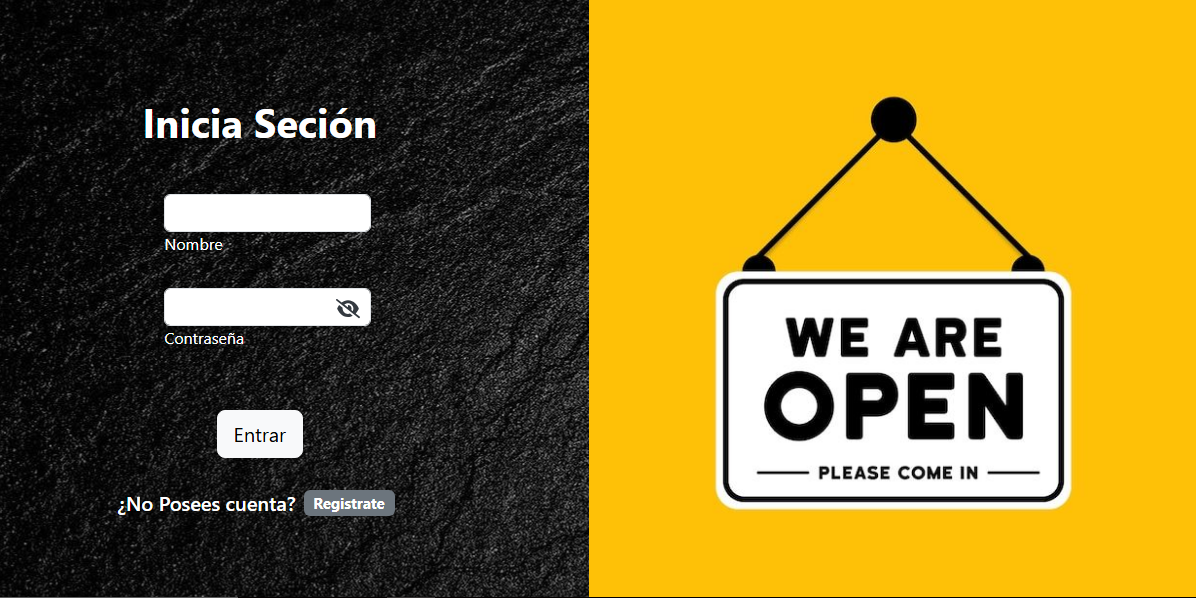 Inicia Seción
Nombre
Contraseña
Entrar
¿No Posees cuenta? Registrate
WE ARE
OPEN
PLEASE COME IN